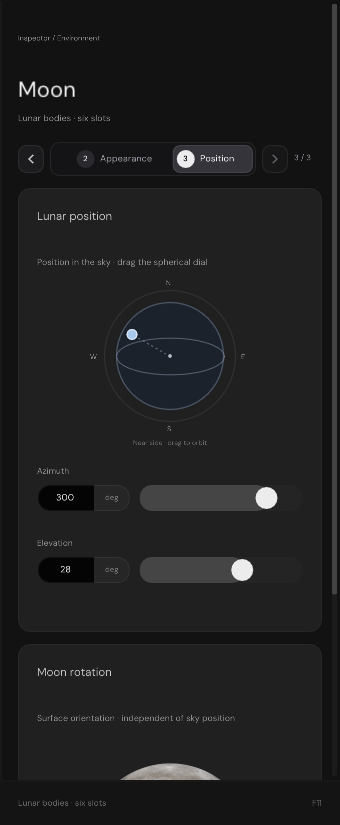 Inspector / Environment
Moon
Lunar bodies · six slots
2 Appearance 3 Position 3 / 3
Lunar position
Position in the sky · drag the spherical dial
N
W E
S
Near side · drag to orbit
Azimuth
300 deg
Elevation
28 deg
Moon rotation
Surface orientation · independent of sky position
Lunar bodies · six slots F11